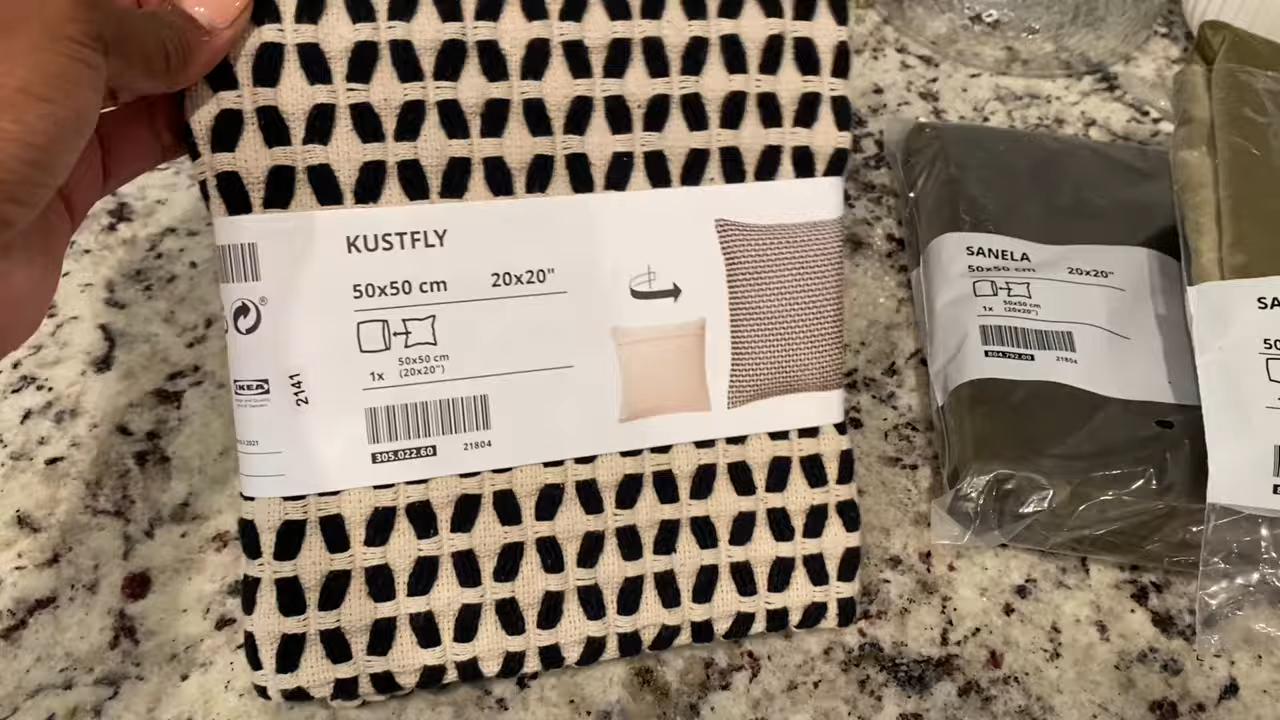 KUSTFLY
50x50 cm 20x20"
50x50 cm
1x (20x20")
305.022.60 21804
®
IKEA
2141
2021
SANELA
50x50 cm 20x20"
50x50 cm
1x (20x20")
804.792.00 21804
SA
50